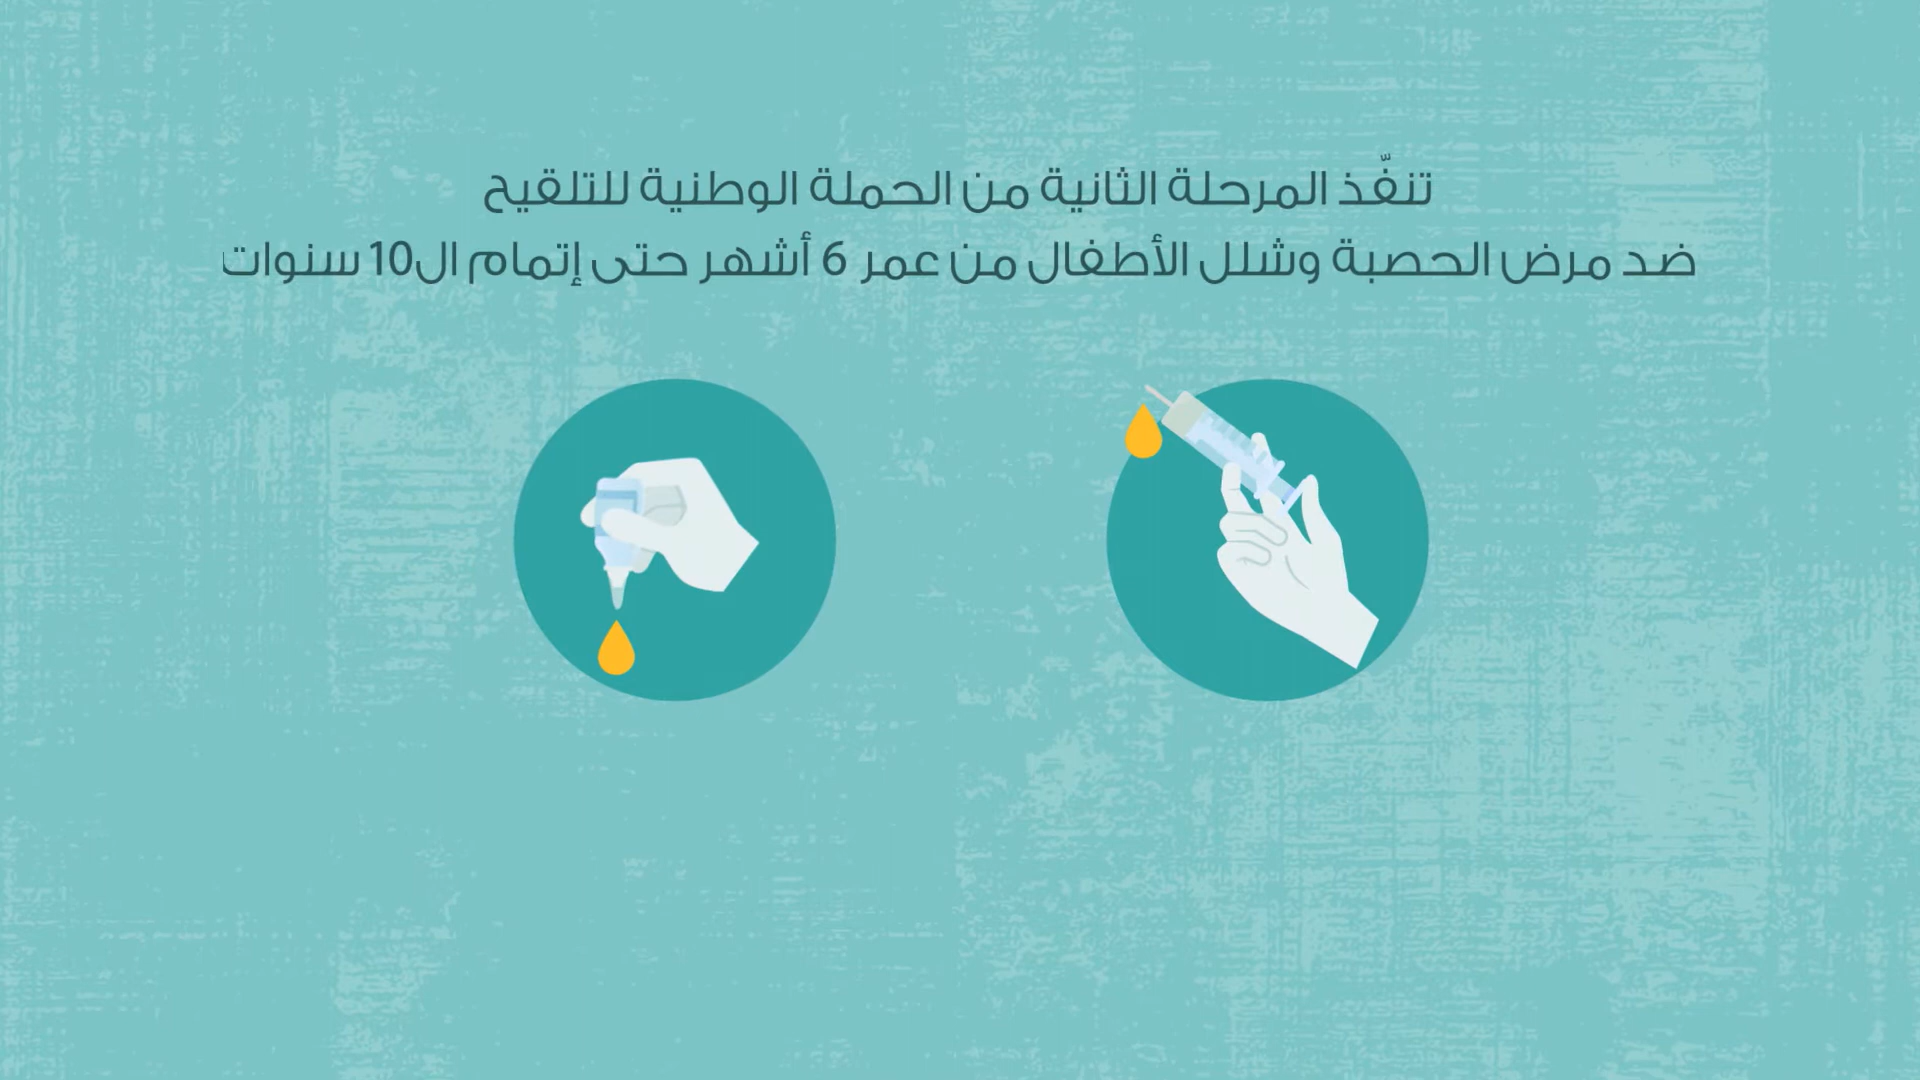 تنفّذ المرحلة الثانية من الحملة الوطنية للتلقيح
ضد مرض الحصبة وشلل الأطفال من عمر 6 أشهر حتى إتمام ال10 سنوات